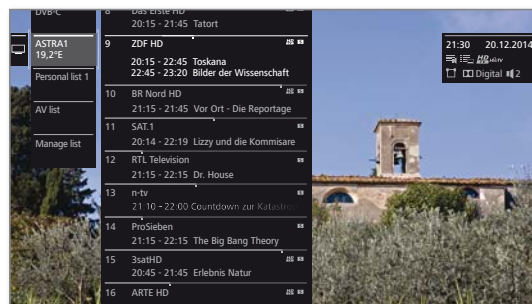 DVB-C
ASTRA1
19,2°E
Personal list 1
AV list
Manage list
8 Das Erste HD
20:15 - 21:45 Tatort
9 ZDF HD
20:15 - 22:45 Toskana
22:45 - 23:20 Bilder der Wissenschaft
10 BR Nord HD
21:15 - 21:45 Vor Ort - Die Reportage
11 SAT.1
20:14 - 22:19 Lizzy und die Kommisare
12 RTL Television
21:15 - 22:15 Dr. House
13 n-tv
21:10 - 22:00 Countdown zur Katastrop
14 ProSieben
21:15 - 22:15 The Big Bang Theory
15 3satHD
20:45 - 21:45 Erlebnis Natur
16 ARTE HD
21:30 20.12.2014
HD
Digital 2